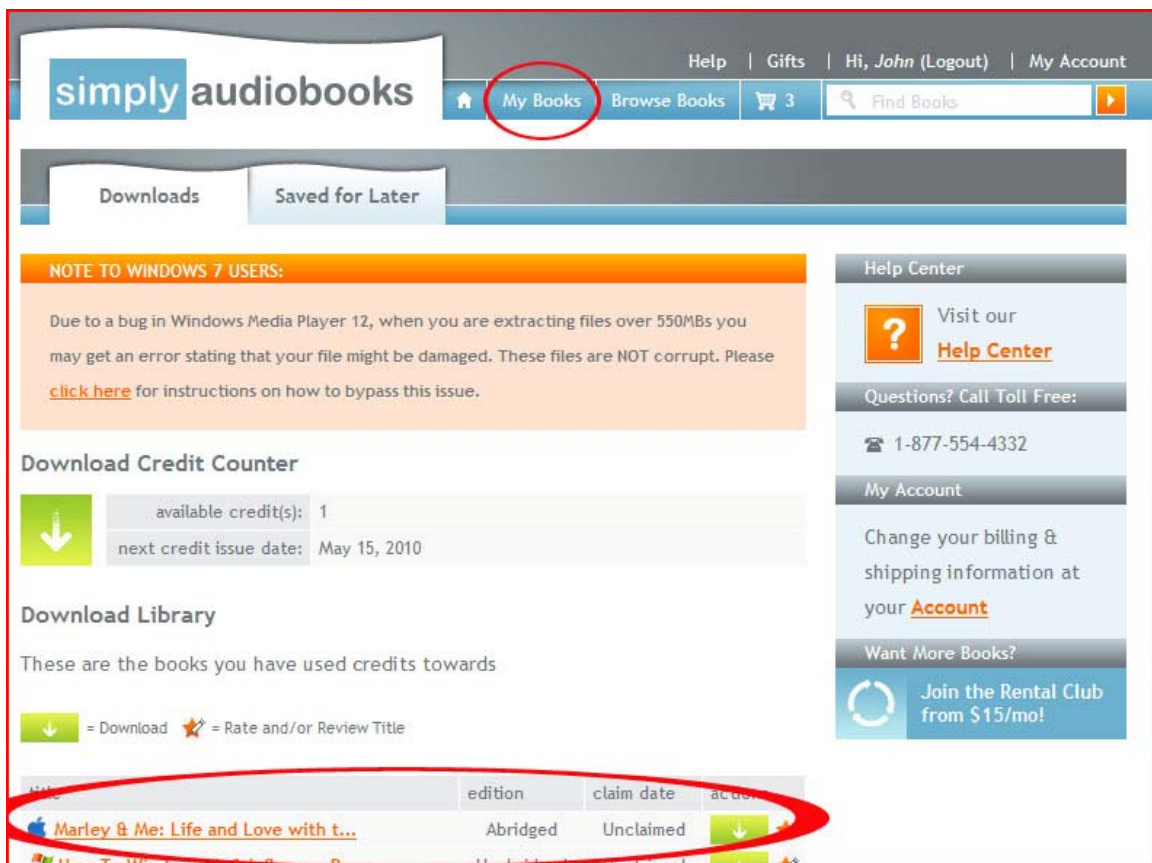 Help | Gifts | Hi, John (Logout) | My Account
simply audiobooks
My Books Browse Books 3 Find Books
Downloads Saved for Later
NOTE TO WINDOWS 7 USERS:
Due to a bug in Windows Media Player 12, when you are extracting files over 550MBs you
may get an error stating that your file might be damaged. These files are NOT corrupt. Please
click here for instructions on how to bypass this issue.
Download Credit Counter
available credit(s): 1
next credit issue date: May 15, 2010
Download Library
These are the books you have used credits towards
= Download = Rate and/or Review Title
title edition claim date actions
Marley & Me: Life and Love with t... Abridged Unclaimed
Help Center
?
Visit our
Help Center
Questions? Call Toll Free:
1-877-554-4332
My Account
Change your billing &
shipping information at
your Account
Want More Books?
Join the Rental Club
from $15/mo!